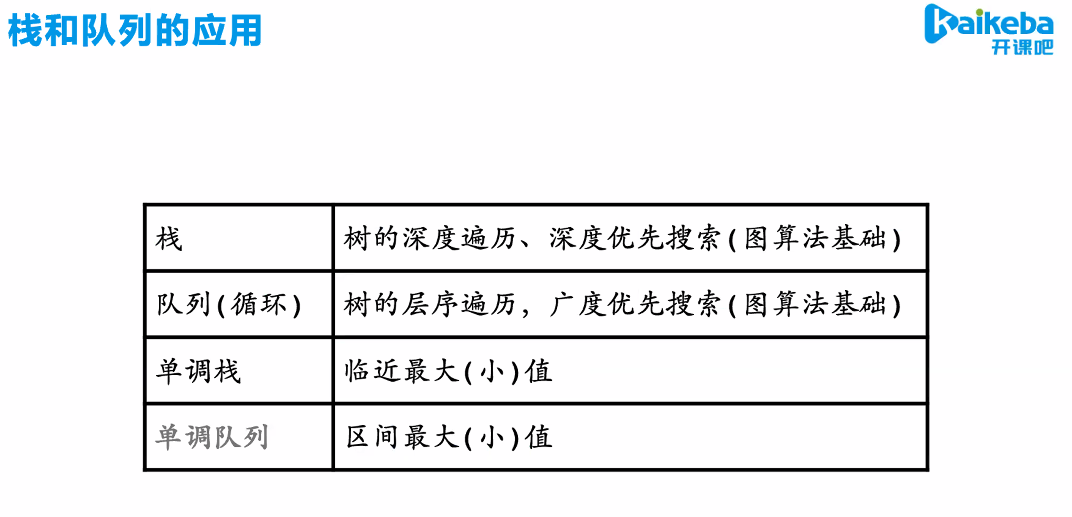 栈和队列的应用
Kaikeba
开课吧
栈
树的深度遍历、深度优先搜索(图算法基础)
队列(循环)
树的层序遍历，广度优先搜索(图算法基础)
单调栈
临近最大(小)值
单调队列
区间最大(小)值